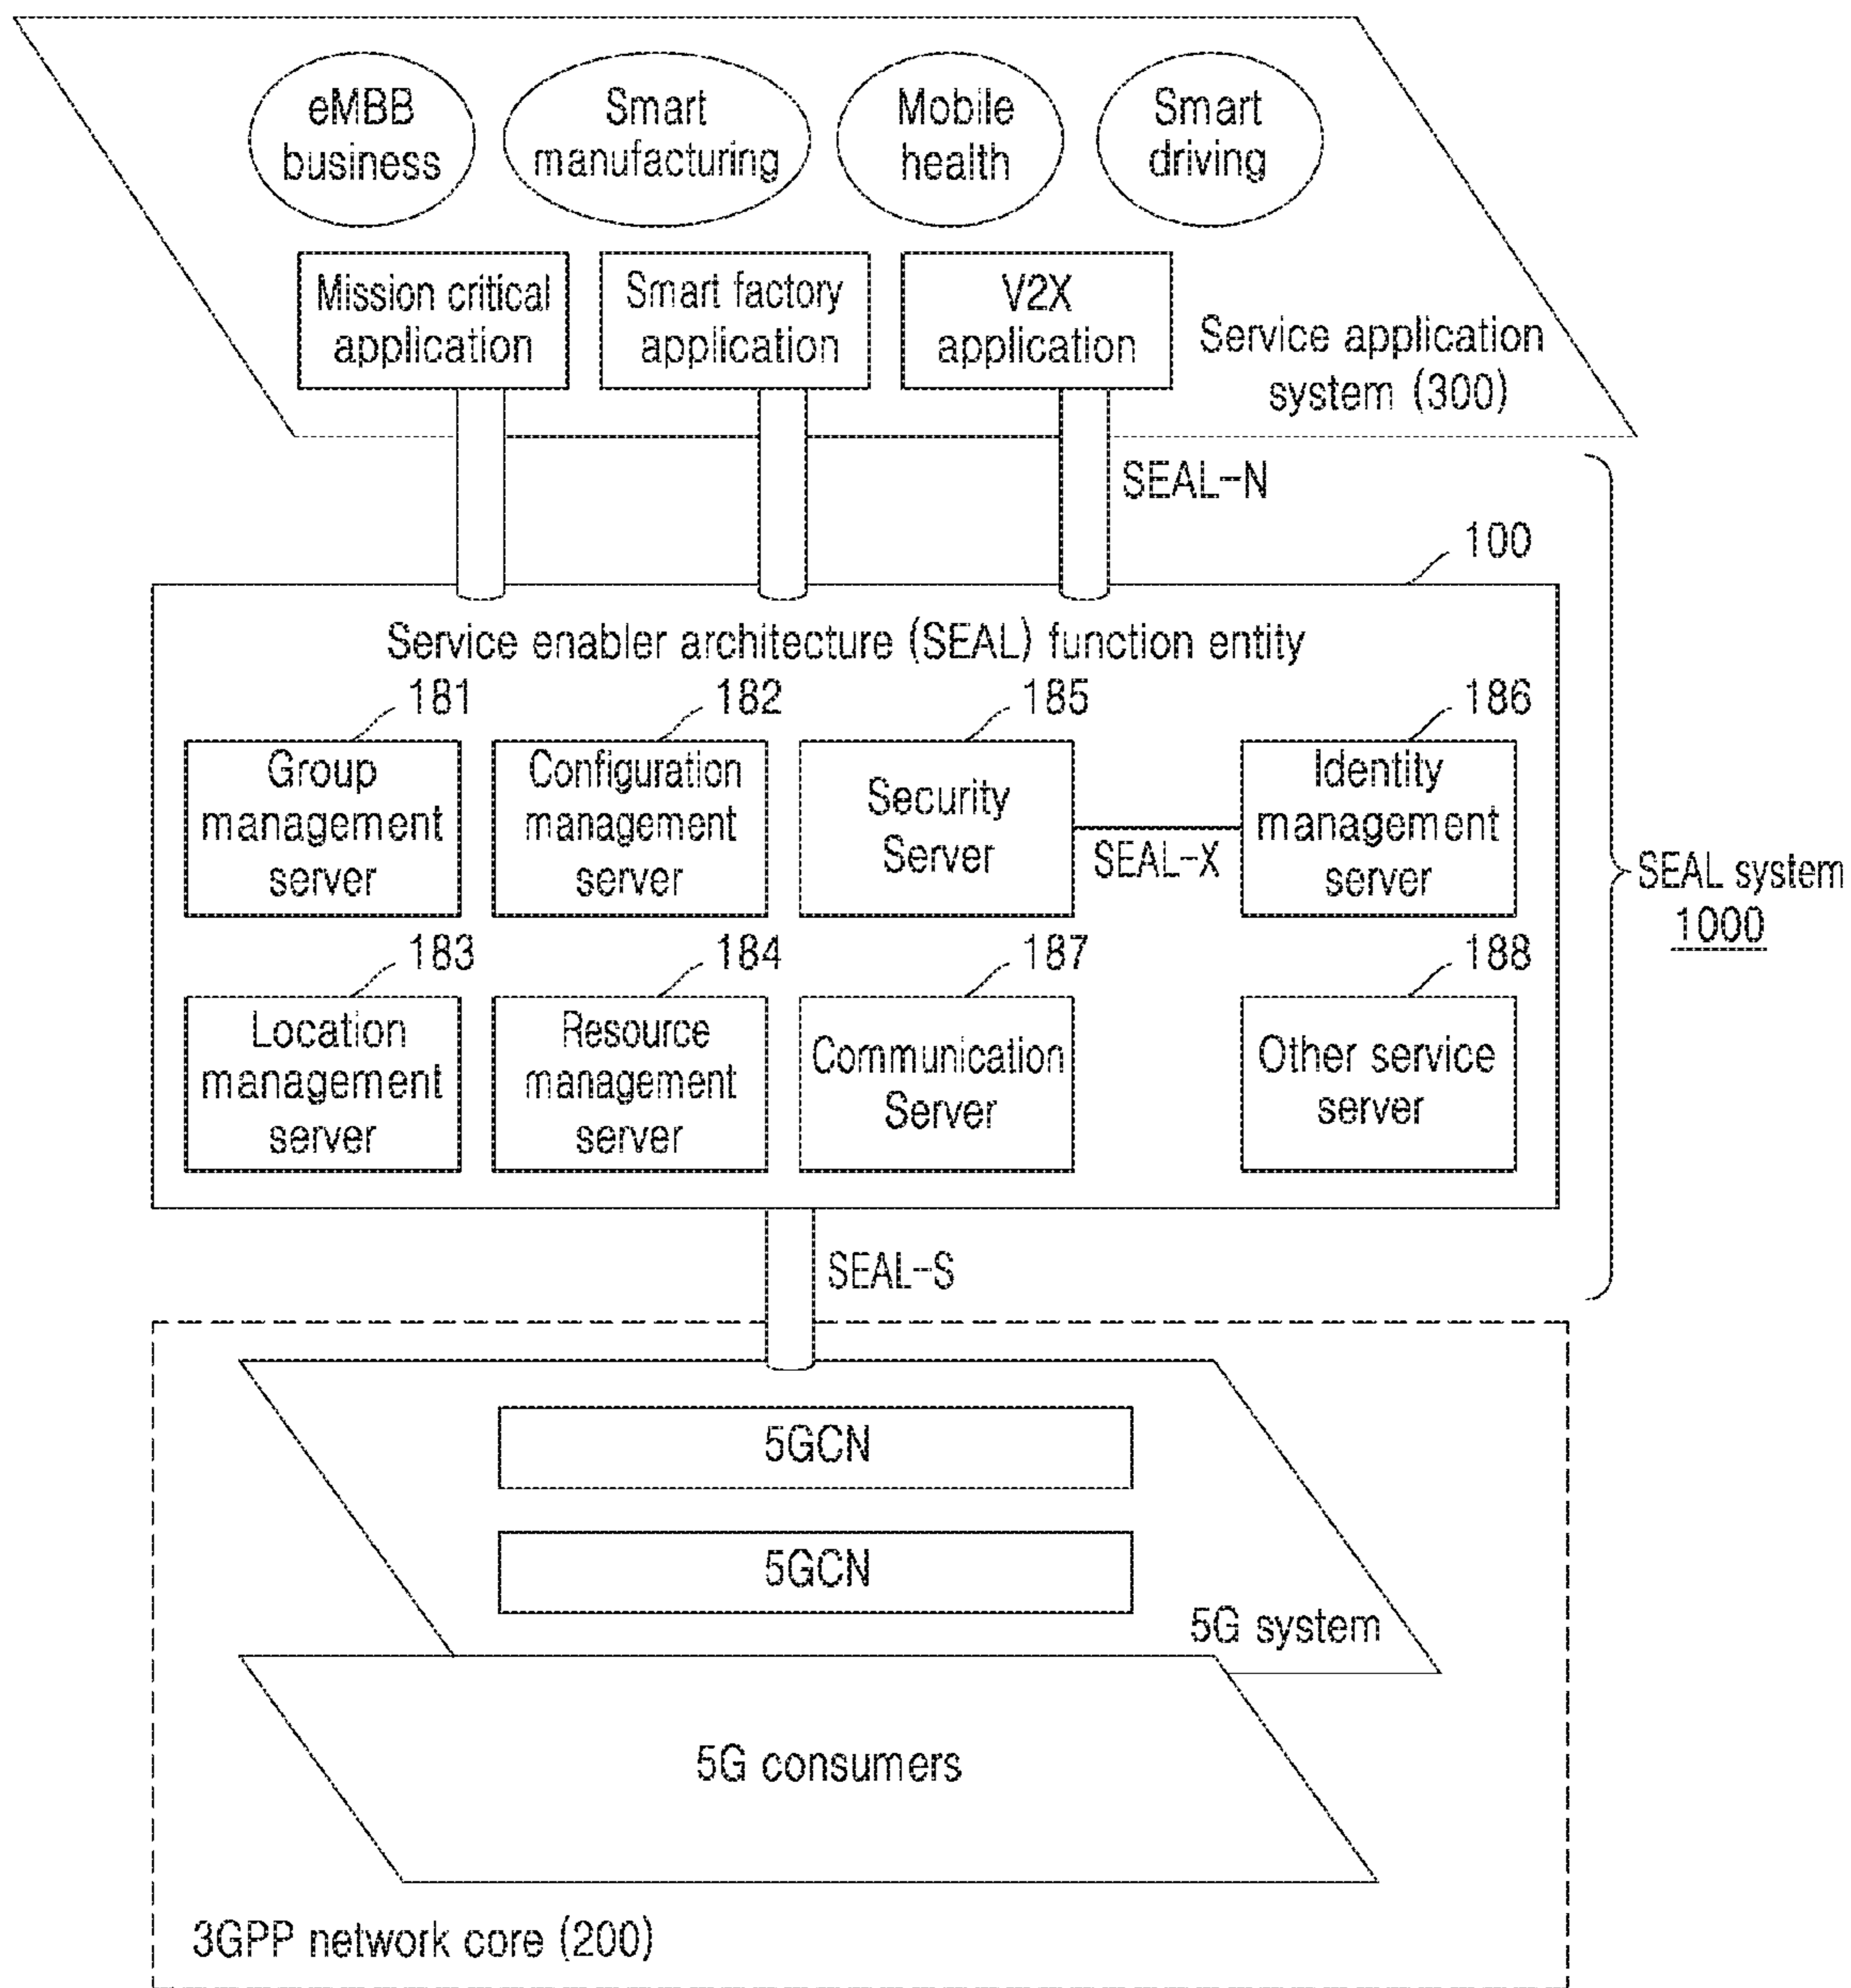 eMBB
business
Smart
manufacturing
Mobile
health
Smart
driving
Mission critical
application
Smart factory
application
V2X
application
Service application
system (300)
SEAL-N
100
Service enabler architecture (SEAL) function entity
181
182
185
186
Group
management
server
Configuration
management
server
Security
Server
SEAL-X
Identity
management
server
SEAL system
1000
183
184
187
188
Location
management
server
Resource
management
server
Communication
Server
Other service
server
SEAL-S
5GCN
5GCN
5G system
5G consumers
3GPP network core (200)